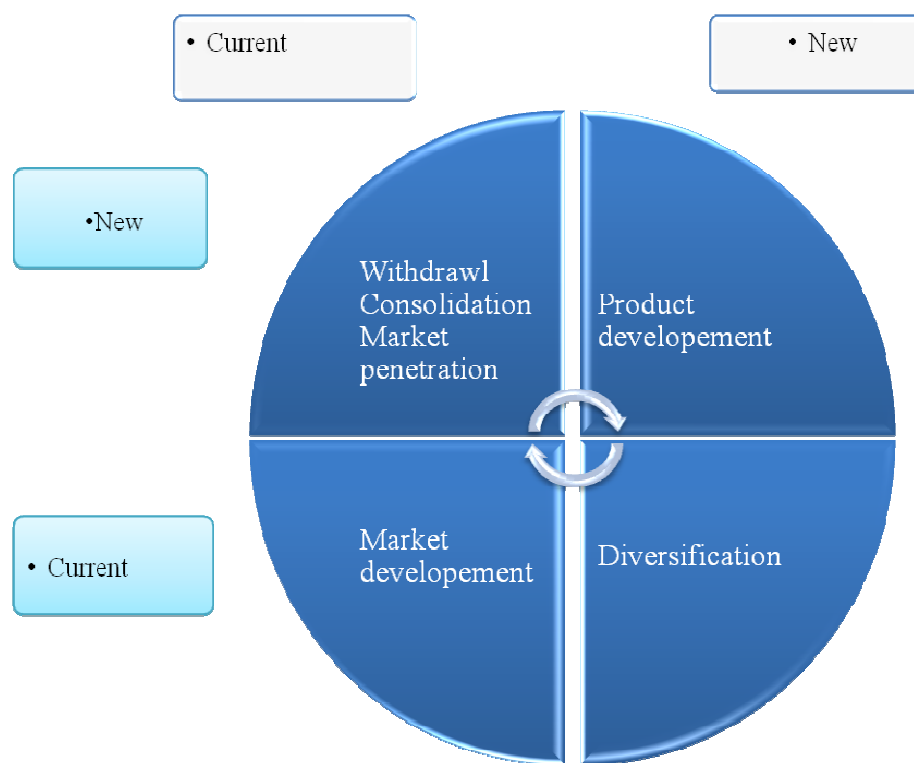 • Current
• New
•New
Withdrawl
Consolidation
Market
penetration
Product
developement
• Current
Market
developement
Diversification